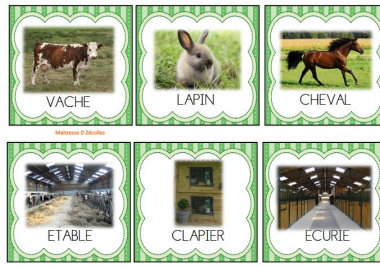 VACHE
LAPIN
CHEVAL
Maitresse D Zécolles
ETABLE
CLAPIER
ECURIE